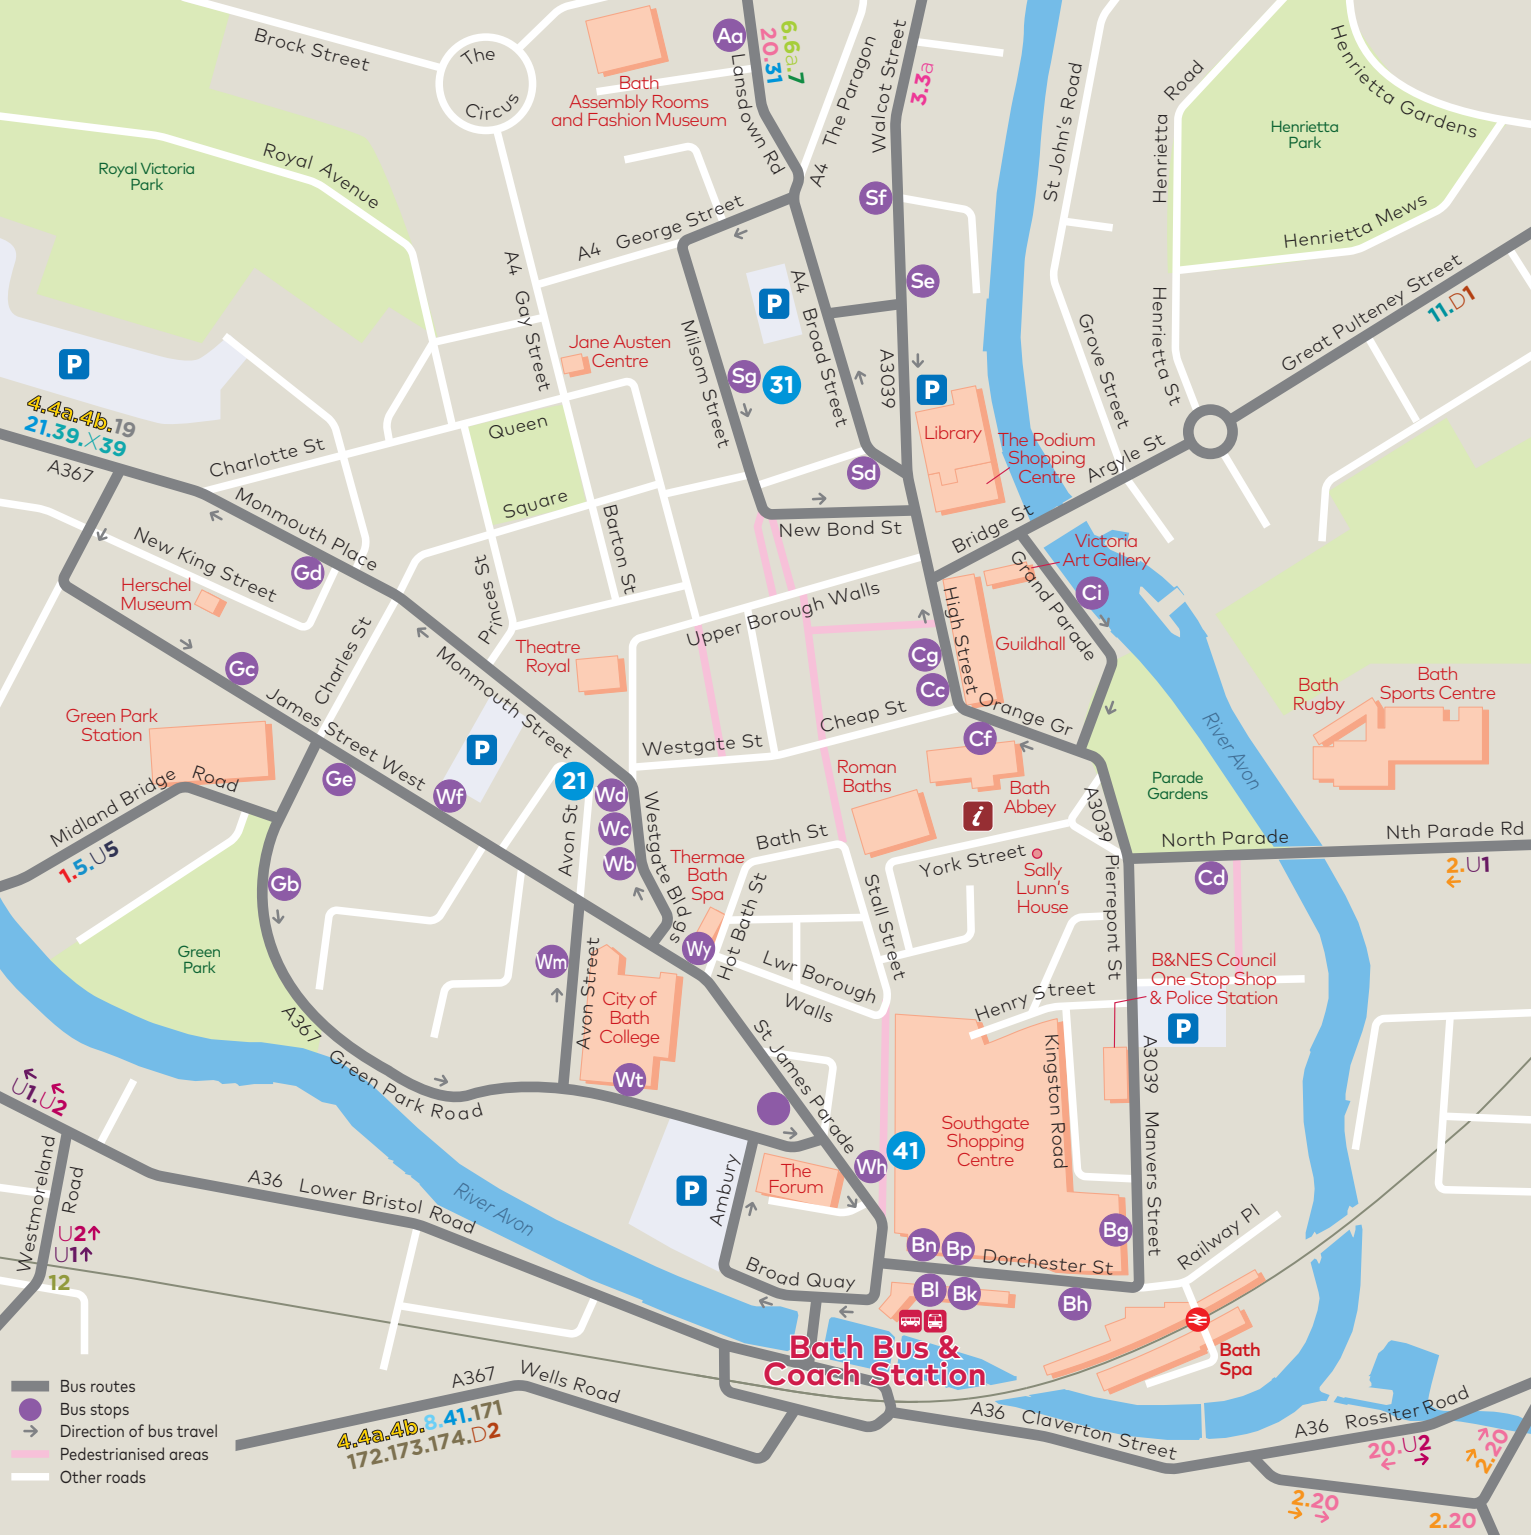 Brock Street
The
Circus
Bath
Assembly Rooms
and Fashion Museum
Aa
Lansdown Rd
6.6a.7
20.31
A4 The Paragon
Walcot Street
3.3a
St John's Road
Henrietta
Road
Henrietta Gardens
Henrietta
Park
Henrietta Mews
Royal Victoria
Park
Royal Avenue
A4 George Street
A4 Gay Street
Sf
Se
P
A4 Broad Street
Milsom Street
Sg
31
A3039
P
Library
The Podium
Shopping
Centre
Grove Street
Henrietta St
Great Pulteney Street
11.D1
Argyle St
Jane Austen
Centre
P
4.4a.4b.19
21.39.X39
A367
Charlotte St
Queen
Square
Barton St
Princes St
Sd
New Bond St
Bridge St
Victoria
Art Gallery
Grand Parade
Ci
Monmouth Place
New King Street
Herschel
Museum
Gd
Gc
Charles St
Monmouth Street
Theatre
Royal
Upper Borough Walls
High Street
Guildhall
Cg
Cc
Orange Gr
Cheap St
Westgate St
Cf
Bath
Abbey
Roman
Baths
i
River Avon
Bath
Rugby
Bath
Sports Centre
Parade
Gardens
Green Park
Station
James Street West
P
Ge
Wf
21
Wd
Wc
Wb
Avon St
Westgate Bld gs
Midland Bridge Road
1.5.U5
Gb
Green
Park
Thermae
Bath
Spa
Bath St
Hot Bath St
Wy
York Street
Sally
Lunn's
House
Stall Street
A3039 Pierrepont St
North Parade
Nth Parade Rd
2.U1
Cd
B&NES Council
One Stop Shop
& Police Station
P
Henry Street
Lwr Borough
Walls
Wm
Avon Street
City of
Bath
College
Wt
A367 Green Park Road
St James Parade
Kingston Road
A3039 Manvers Street
Southgate
Shopping
Centre
41
Wh
The
Forum
P
Ambury
Broad Quay
U1.U2
Westmoreland
Road
U2
U1
12
A36 Lower Bristol Road
River Avon
Bn
Bp
Bg
Dorchester St
Bl
Bk
Bh
Railway Pl
Bath Bus &
Coach Station
Bath
Spa
Bus routes
Bus stops
Direction of bus travel
Pedestrianised areas
Other roads
A367 Wells Road
4.4a.4b.8.41.171
172.173.174.D2
A36 Claverton Street
A36 Rossiter Road
20.U2
2.20
2.20
2.20